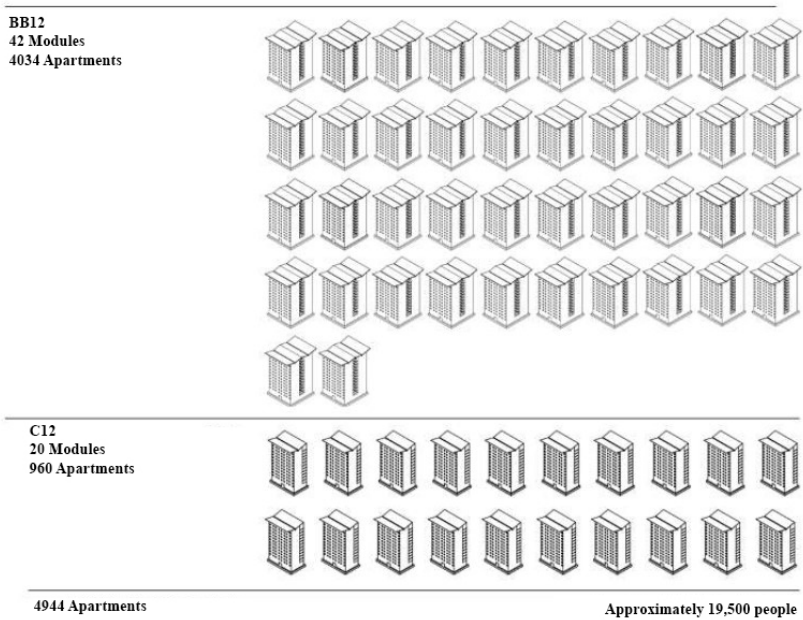 BB12
42 Modules
4034 Apartments
C12
20 Modules
960 Apartments
4944 Apartments
Approximately 19,500 people